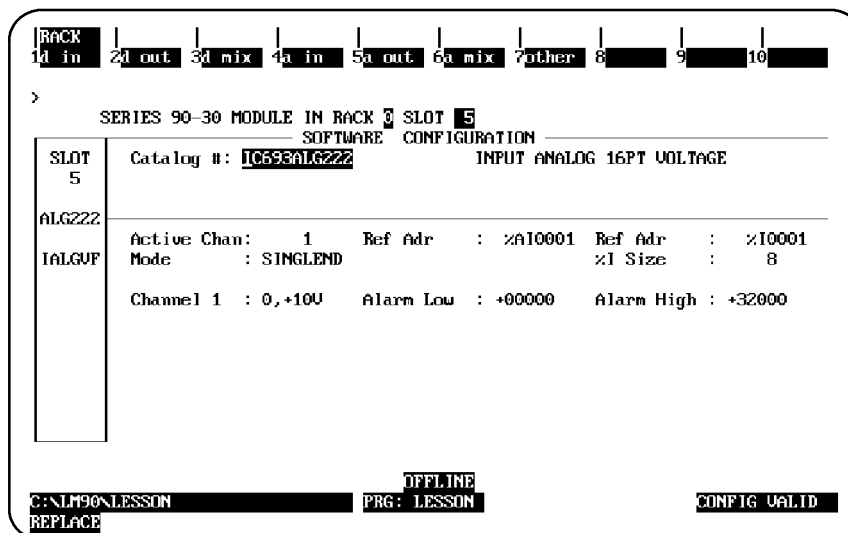 RACK
1d in 2d out 3d mix 4a in 5a out 6a mix 7other 8 9 10
>
SERIES 90-30 MODULE IN RACK 0 SLOT 5
SOFTWARE CONFIGURATION
SLOT Catalog #: IC693ALG222 INPUT ANALOG 16PT VOLTAGE
5
ALG222
Active Chan: 1 Ref Adr : %AI0001 Ref Adr : %I0001
IALGVF Mode : SINGLEND %I Size : 8
Channel 1 : 0,+10V Alarm Low : +00000 Alarm High : +32000
OFFLINE
C:\LM90\LESSON PRG: LESSON CONFIG VALID
REPLACE